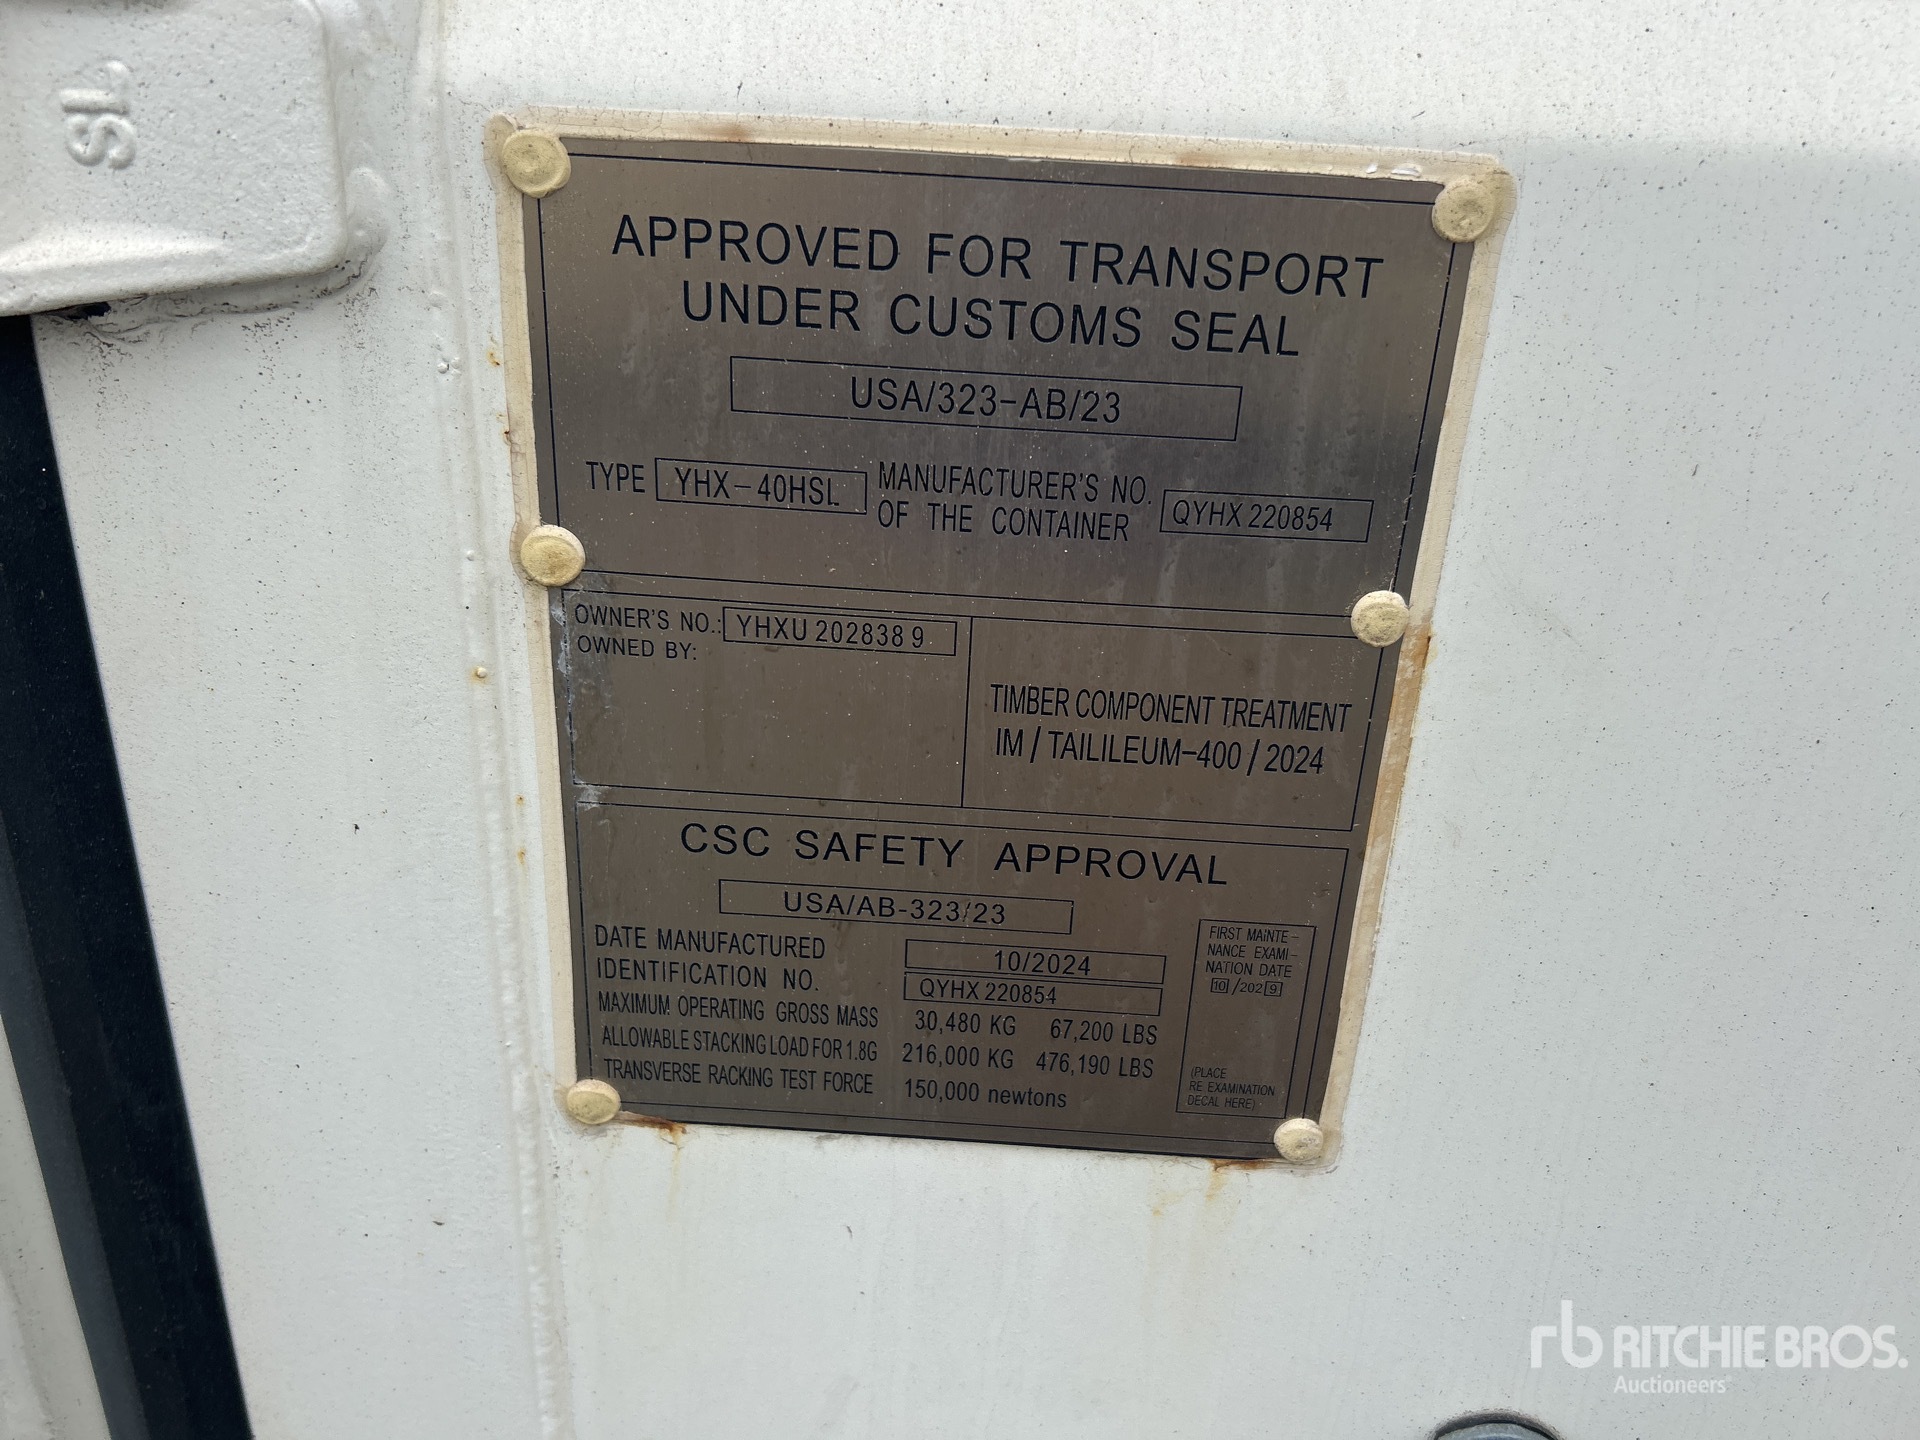 SL
APPROVED FOR TRANSPORT
UNDER CUSTOMS SEAL
USA/323-AB/23
TYPE YHX-40HSL MANUFACTURER'S NO. OF THE CONTAINER QYHX 220854
OWNER'S NO.: YHXU 202838 9
OWNED BY:
TIMBER COMPONENT TREATMENT
IM / TAILILEUM-400 / 2024
CSC SAFETY APPROVAL
USA/AB-323/23
DATE MANUFACTURED 10/2024
IDENTIFICATION NO. QYHX 220854
MAXIMUM OPERATING GROSS MASS 30,480 KG 67,200 LBS
ALLOWABLE STACKING LOAD FOR 1.8G 216,000 KG 476,190 LBS
TRANSVERSE RACKING TEST FORCE 150,000 newtons
FIRST MAINTE-
NANCE EXAMI-
NATION DATE
10/2029
(PLACE
RE EXAMINATION
DECAL HERE)
rb RITCHIE BROS.
Auctioneers